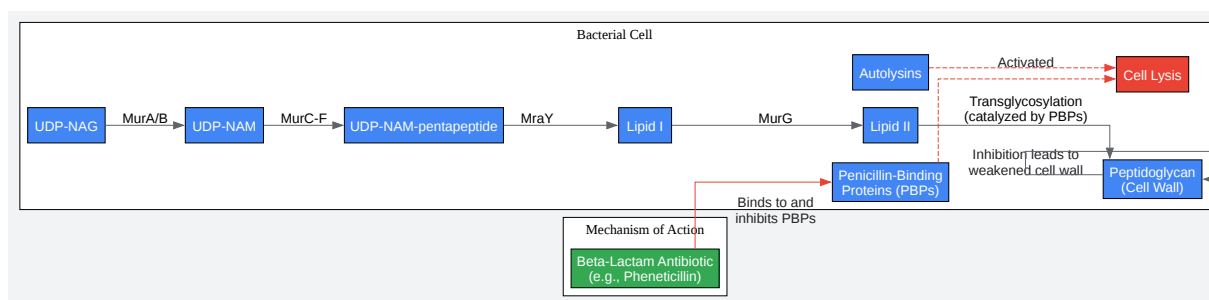 Bacterial Cell
Autolysins
Activated
Cell Lysis
UDP-NAG
MurA/B
UDP-NAM
MurC-F
UDP-NAM-pentapeptide
MraY
Lipid I
MurG
Lipid II
Transglycosylation
(catalyzed by PBPs)
Inhibition leads to
weakened cell wall
Penicillin-Binding
Proteins (PBPs)
Peptidoglycan
(Cell Wall)
Binds to and
inhibits PBPs
Mechanism of Action
Beta-Lactam Antibiotic
(e.g., Pheneticillin)